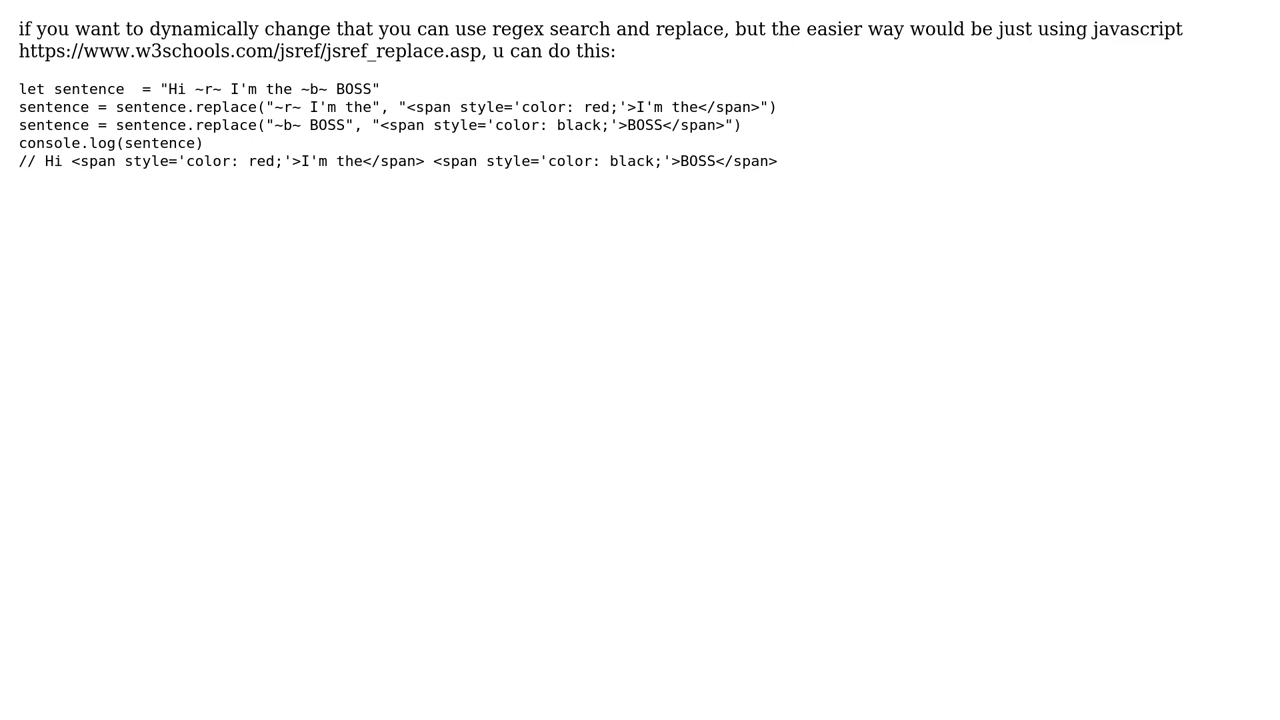 if you want to dynamically change that you can use regex search and replace, but the easier way would be just using javascript
https://www.w3schools.com/jsref/jsref_replace.asp, u can do this:
let sentence  = "Hi ~r~ I'm the ~b~ BOSS"
sentence = sentence.replace("~r~ I'm the", "<span style='color: red;'>I'm the</span>")
sentence = sentence.replace("~b~ BOSS", "<span style='color: black;'>BOSS</span>")
console.log(sentence)
// Hi <span style='color: red;'>I'm the</span> <span style='color: black;'>BOSS</span>